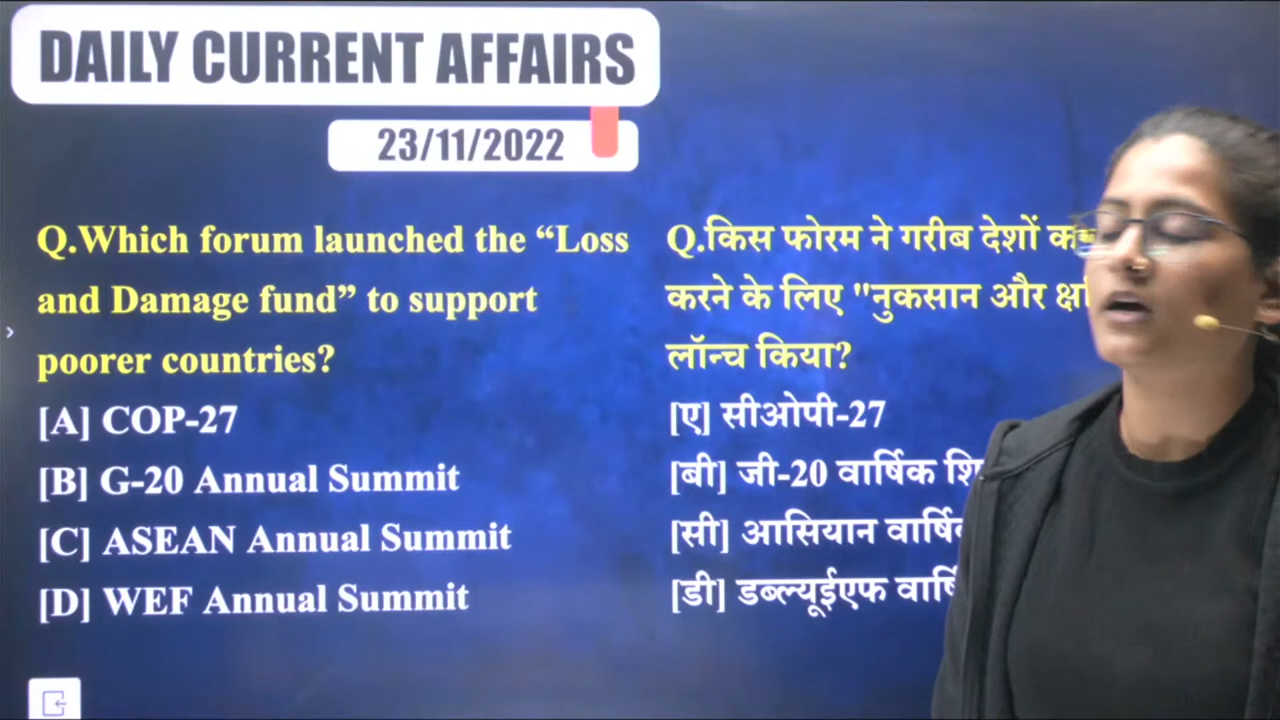 DAILY CURRENT AFFAIRS
23/11/2022
Q.Which forum launched the “Loss
and Damage fund” to support
poorer countries?
[A] COP-27
[B] G-20 Annual Summit
[C] ASEAN Annual Summit
[D] WEF Annual Summit
Q.किस फोरम ने गरीब देशों
करने के लिए "नुकसान और
लॉन्च किया?
[ए] सीओपी-27
[बी] जी-20 वार्षिक
[सी] आसियान
[डी] डब्ल्यूईएफ